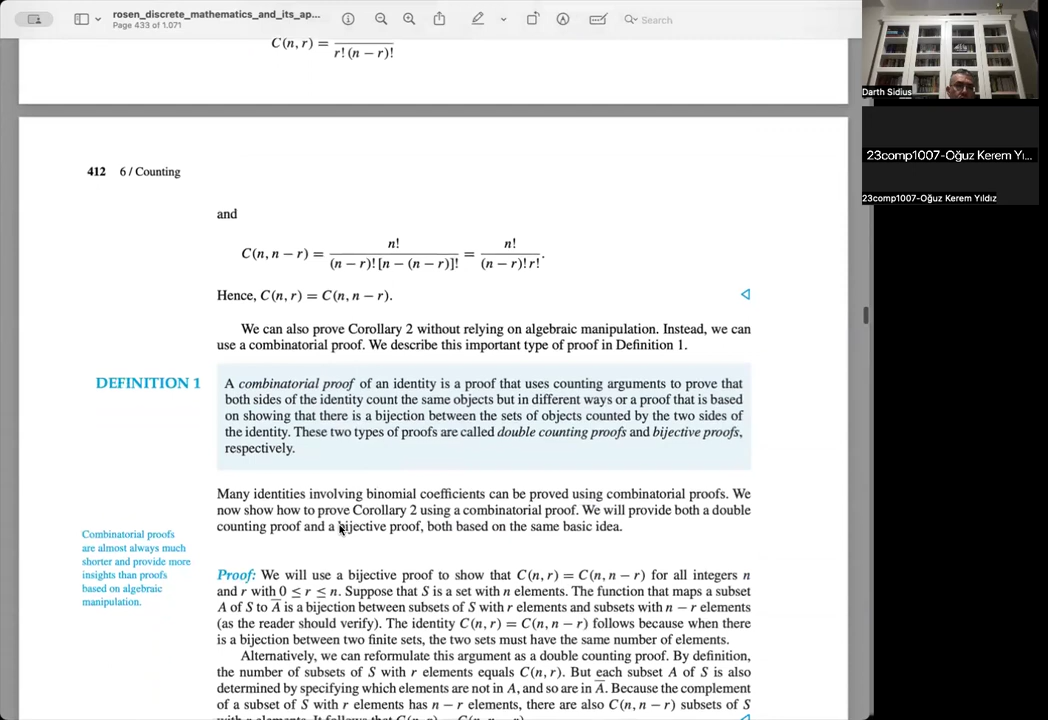 rosen_discrete_mathematics_and_its_ap...
Page 433 of 1.071
Search
C(n, r) =
r! (n − r)!
412 6 / Counting
and
C(n, n − r) = n! / (n − r)! [n − (n − r)]! = n! / (n − r)! r! .
Hence, C(n, r) = C(n, n − r).
We can also prove Corollary 2 without relying on algebraic manipulation. Instead, we can
use a combinatorial proof. We describe this important type of proof in Definition 1.
DEFINITION 1
A combinatorial proof of an identity is a proof that uses counting arguments to prove that
both sides of the identity count the same objects but in different ways or a proof that is based
on showing that there is a bijection between the sets of objects counted by the two sides of
the identity. These two types of proofs are called double counting proofs and bijective proofs,
respectively.
Many identities involving binomial coefficients can be proved using combinatorial proofs. We
now show how to prove Corollary 2 using a combinatorial proof. We will provide both a double
counting proof and a bijective proof, both based on the same basic idea.
Combinatorial proofs
are almost always much
shorter and provide more
insights than proofs
based on algebraic
manipulation.
Proof: We will use a bijective proof to show that C(n, r) = C(n, n − r) for all integers n
and r with 0 ≤ r ≤ n. Suppose that S is a set with n elements. The function that maps a subset
A of S to A̅ is a bijection between subsets of S with r elements and subsets with n − r elements
(as the reader should verify). The identity C(n, r) = C(n, n − r) follows because when there
is a bijection between two finite sets, the two sets must have the same number of elements.
Alternatively, we can reformulate this argument as a double counting proof. By definition,
the number of subsets of S with r elements equals C(n, r). But each subset A of S is also
determined by specifying which elements are not in A, and so are in A̅. Because the complement
of a subset of S with r elements has n − r elements, there are also C(n, n − r) subsets of S
Darth Sidius
23comp1007-Oğuz Kerem Yı...
23comp1007-Oğuz Kerem Yıldız